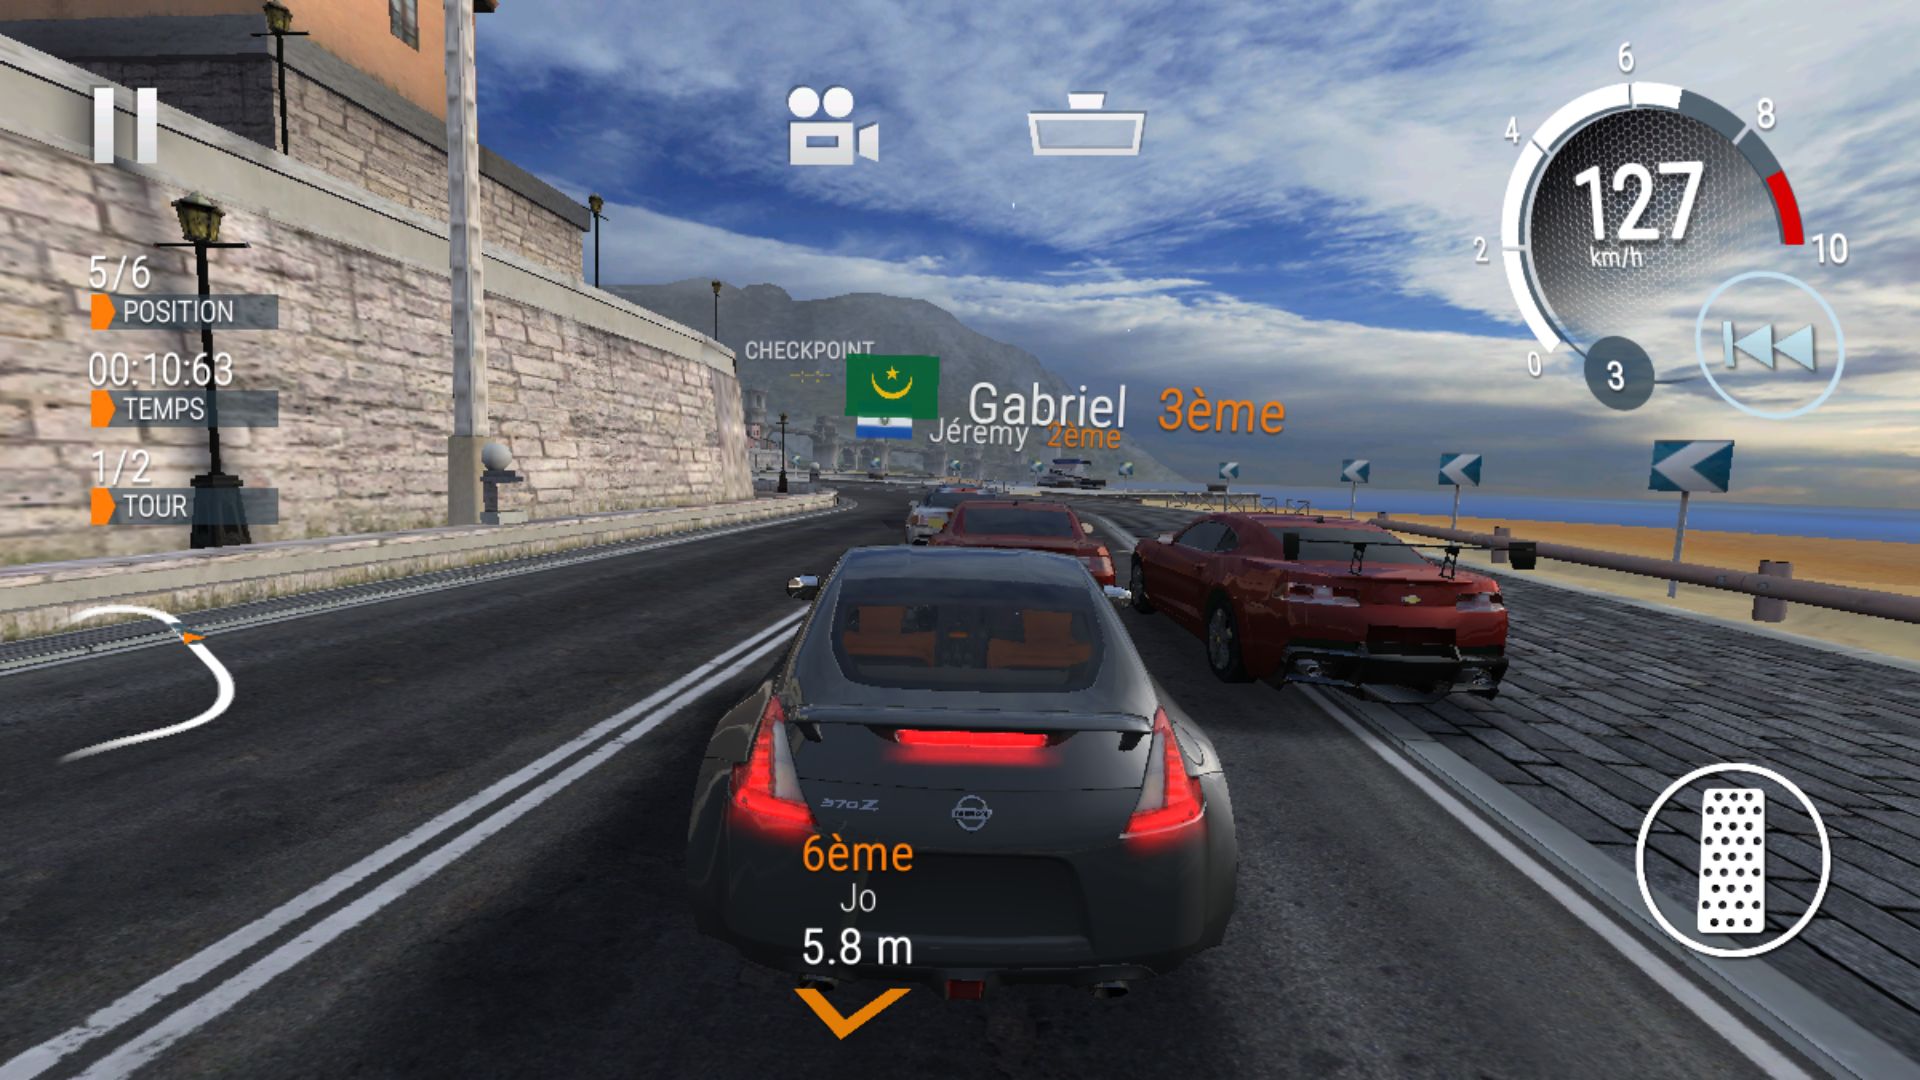 5/6
POSITION
00:10:63
TEMPS
1/2
TOUR
CHECKPOINT
Gabriel 3ème
Jérémy 2ème
0
2
4
6
8
10
127
km/h
3
370Z
6ème
Jo
5.8 m